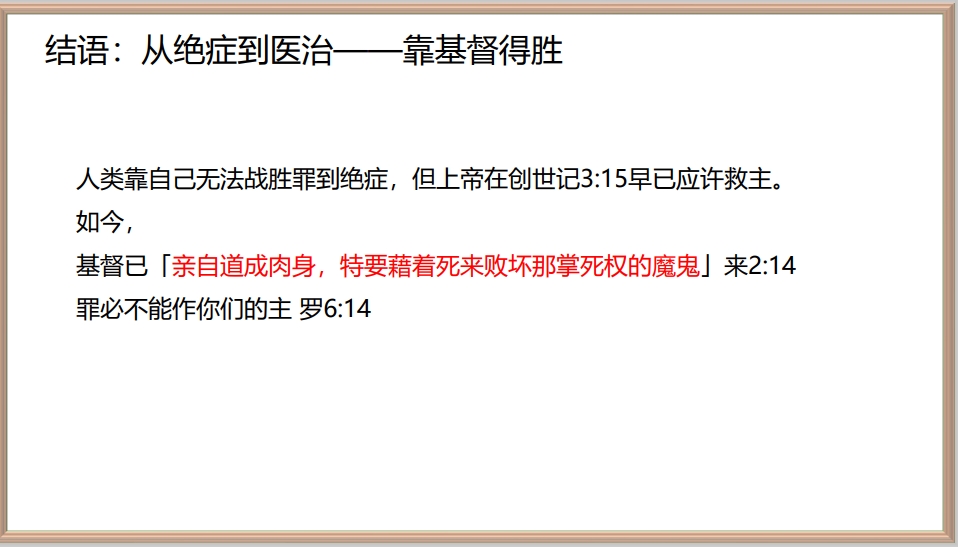 结语：从绝症到医治——靠基督得胜
人类靠自己无法战胜罪到绝症，但上帝在创世记3:15早已应许救主。
如今，
基督已「亲自道成肉身，特要藉着死来败坏那掌死权的魔鬼」来2:14
罪必不能作你们的主 罗6:14